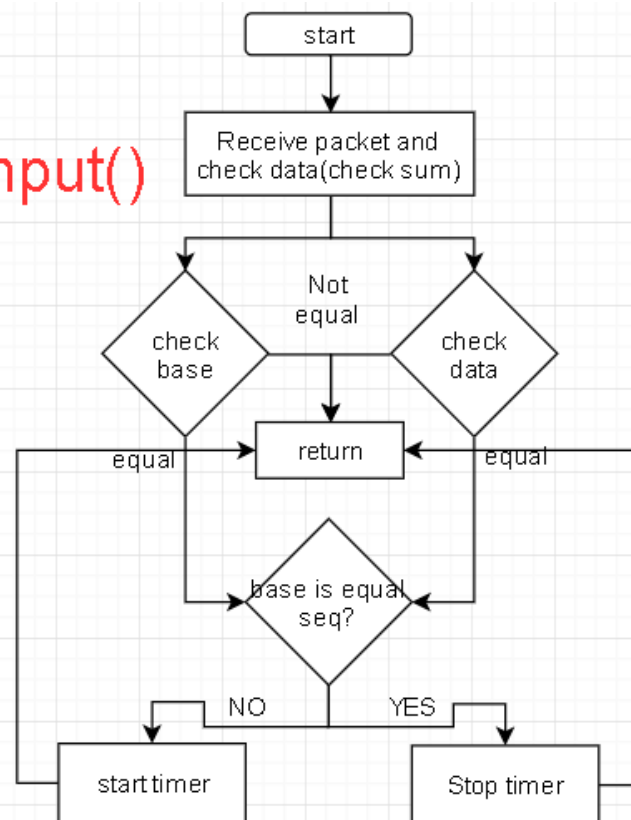 start
Receive packet and
check data(check sum)
nput()
Not
equal
check
base
check
data
return
equal
equal
base is equal
seq?
NO
YES
start timer
Stop timer